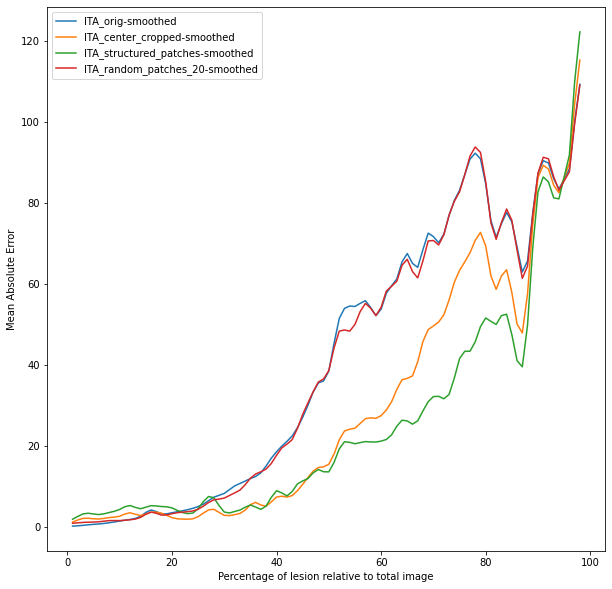 ITA_orig-smoothed
ITA_center_cropped-smoothed
ITA_structured_patches-smoothed
ITA_random_patches_20-smoothed
120
100
80
60
40
20
0
Mean Absolute Error
0 20 40 60 80 100
Percentage of lesion relative to total image